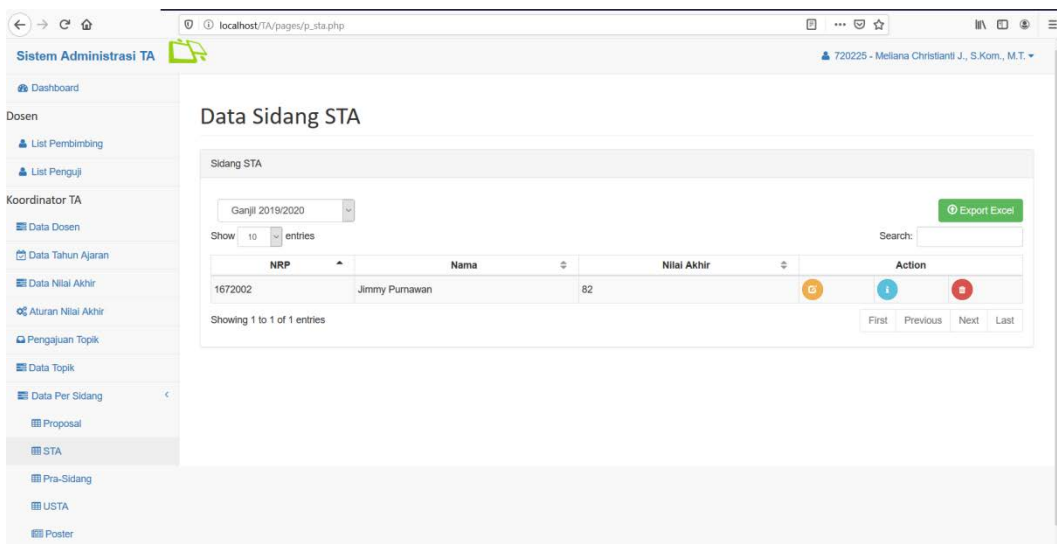 localhost/TA/pages/p_sta.php
Sistem Administrasi TA
720225 - Meliana Christianti J., S.Kom., M.T.
Dashboard
Dosen
List Pembimbing
List Penguji
Koordinator TA
Data Dosen
Data Tahun Ajaran
Data Nilai Akhir
Aturan Nilai Akhir
Pengajuan Topik
Data Topik
Data Per Sidang
Proposal
STA
Pra-Sidang
USTA
Poster
Data Sidang STA
Sidang STA
Ganjil 2019/2020
Export Excel
Show 10 entries
Search:
NRP Nama Nilai Akhir Action
1672002 Jimmy Purnawan 82
Showing 1 to 1 of 1 entries
First Previous Next Last